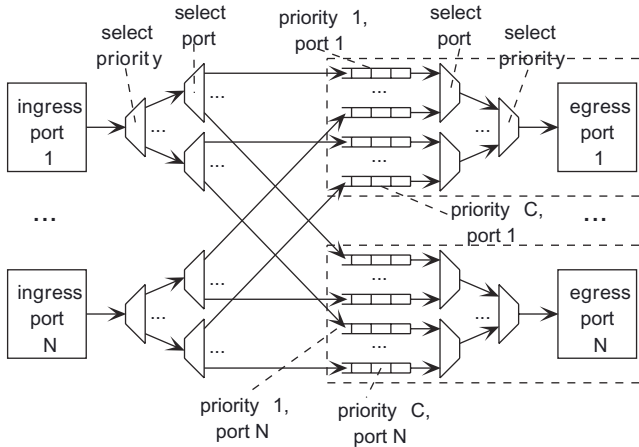 select
port
priority 1,
port 1
select
port
select
priority
select
priority
ingress
port
1
...
...
...
...
...
...
...
egress
port
1
...
priority C,
port 1
...
ingress
port
N
...
...
...
...
...
...
egress
port
N
priority 1,
port N
priority C,
port N